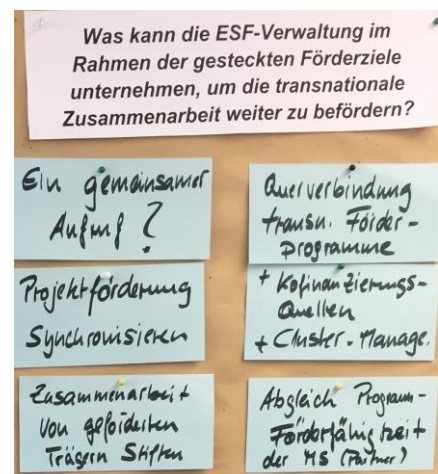 Was kann die ESF-Verwaltung im
Rahmen der gesteckten Förderziele
unternehmen, um die transnationale
Zusammenarbeit weiter zu befördern?
Ein gemeinsamer
Aufruf?
Projektförderung
Synchronisieren
Zusammenarbeit
von geförderten
Trägern Stiften
Querverbindung
transn. Förder-
programme
+ Kofinanzierungs-
Quellen
+ Cluster-Manage.
Abgleich Programm-
Förderfähigkeit
der MS (Partner)